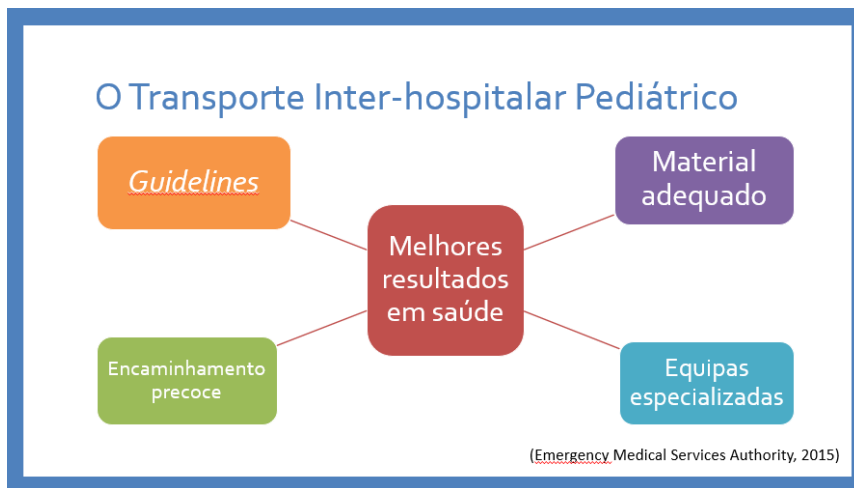 O Transporte Inter-hospitalar Pediátrico
Guidelines
Material
adequado
Melhores
resultados
em saúde
Encaminhamento
precoce
Equipas
especializadas
(Emergency Medical Services Authority, 2015)